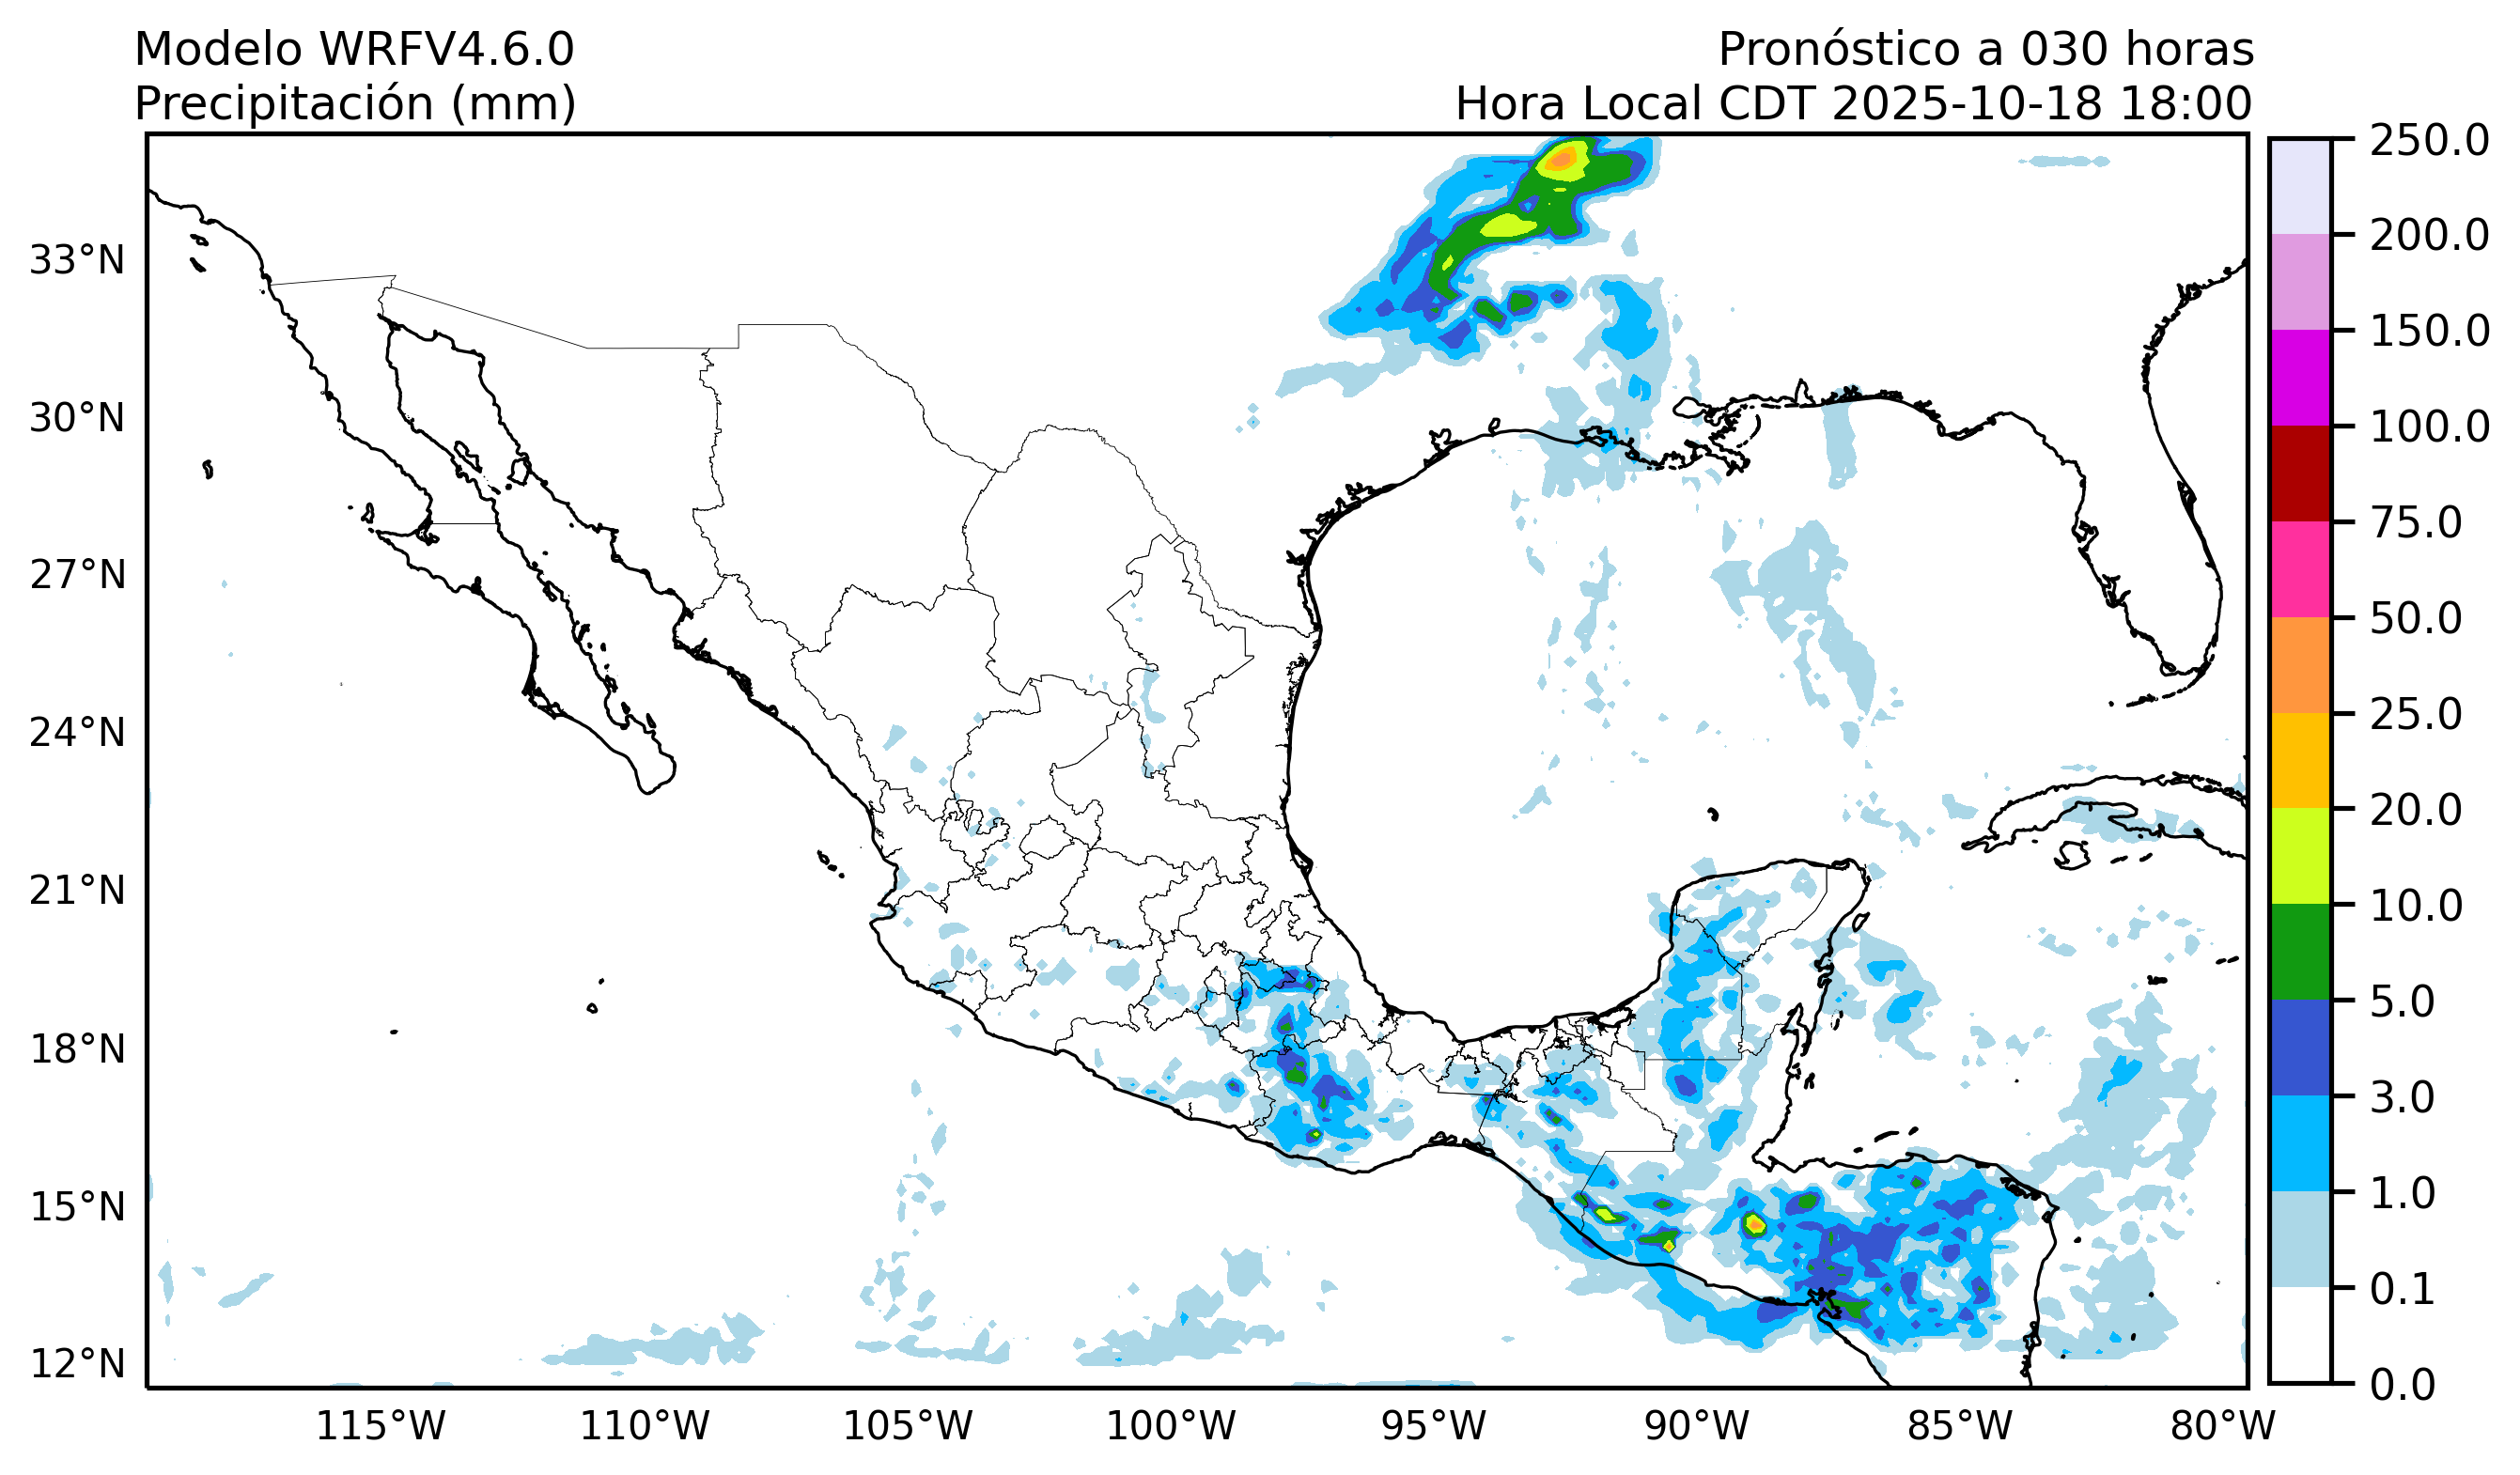 Modelo WRFV4.6.0
Precipitación (mm)
Pronóstico a 030 horas
Hora Local CDT 2025-10-18 18:00
33°N
30°N
27°N
24°N
21°N
18°N
15°N
12°N
115°W
110°W
105°W
100°W
95°W
90°W
85°W
80°W
250.0
200.0
150.0
100.0
75.0
50.0
25.0
20.0
10.0
5.0
3.0
1.0
0.1
0.0